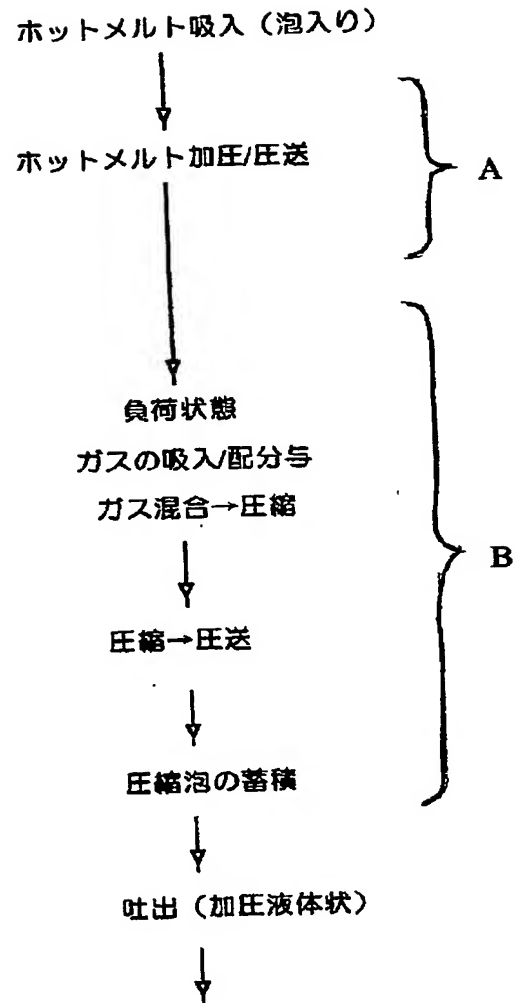 ホットメルト吸入（泡入り）
ホットメルト加圧/圧送
A
負荷状態
ガスの吸入/配分与
ガス混合→圧縮
B
圧縮→圧送
圧縮泡の蓄積
吐出（加圧液体状）